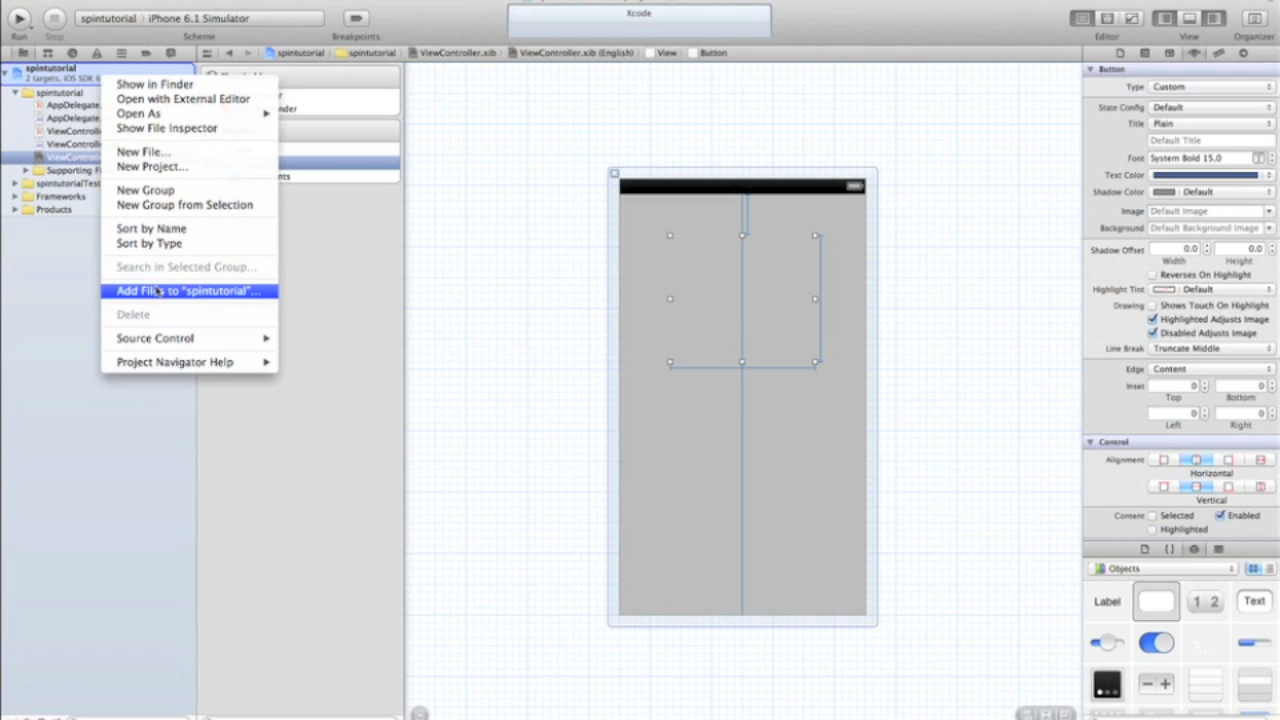 Xcode
spintutorial › iPhone 6.1 Simulator
Run
Stop
Scheme
Breakpoints
Editor
View
Organizer
spintutorial
spintutorial
ViewController.xib
ViewController.xib (English)
View
Button
spintutorial
2 targets, iOS SDK 6
spintutorial
AppDelegate.
AppDelegate.
ViewControll
ViewControll
ViewControll
Supporting F
spintutorialTest
Frameworks
Products
Show in Finder
Open with External Editor
Open As
Show File Inspector
New File...
New Project...
New Group
New Group from Selection
Sort by Name
Sort by Type
Search in Selected Group...
Add Files to "spintutorial"...
Delete
Source Control
Project Navigator Help
Button
Type Custom
State Config Default
Title Plain
Default Title
Font System Bold 15.0
Text Color
Shadow Color Default
Image Default Image
Background Default Background Image
Shadow Offset 0.0 0.0
Width Height
Reverses On Highlight
Highlight Tint Default
Drawing Shows Touch On Highlight
Highlighted Adjusts Image
Disabled Adjusts Image
Line Break Truncate Middle
Edge Content
Inset 0 0
Top Bottom
0 0
Left Right
Control
Alignment
Horizontal
Vertical
Content Selected Enabled
Highlighted
Objects
Label 1 2 Text